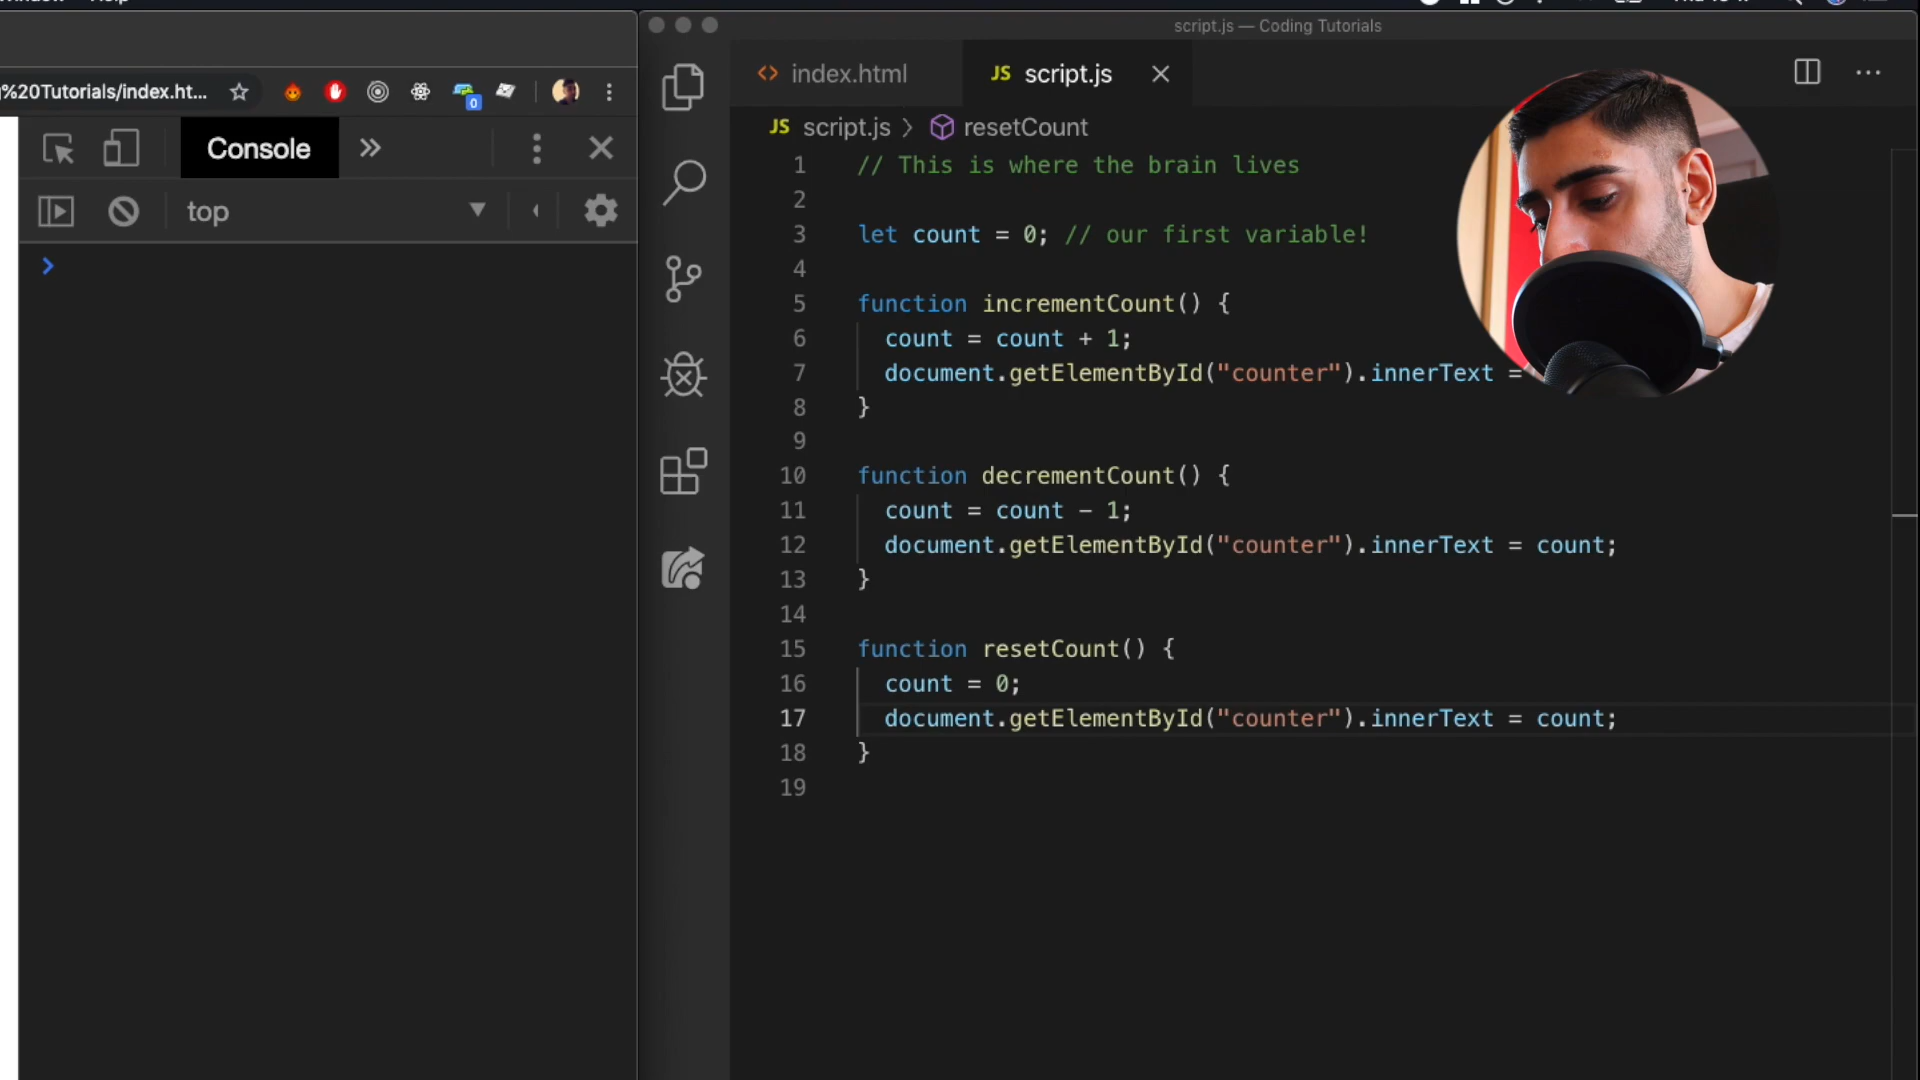 Help
script.js — Coding Tutorials
%20Tutorials/index.ht...
0
index.html
JS script.js
Console
JS script.js > resetCount
top
1 // This is where the brain lives
2
3 let count = 0; // our first variable!
4
5 function incrementCount() {
6 count = count + 1;
7 document.getElementById("counter").innerText =
8 }
9
10 function decrementCount() {
11 count = count - 1;
12 document.getElementById("counter").innerText = count;
13 }
14
15 function resetCount() {
16 count = 0;
17 document.getElementById("counter").innerText = count;
18 }
19